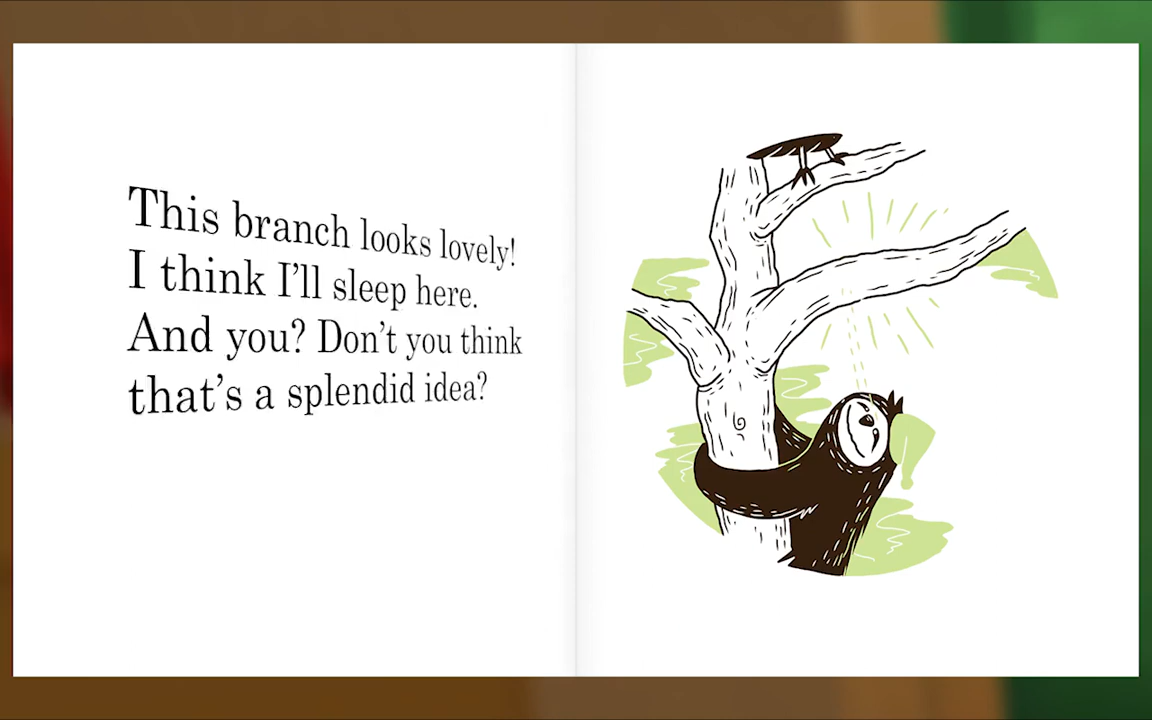 This branch looks lovely!
I think I'll sleep here.
And you? Don't you think
that's a splendid idea?